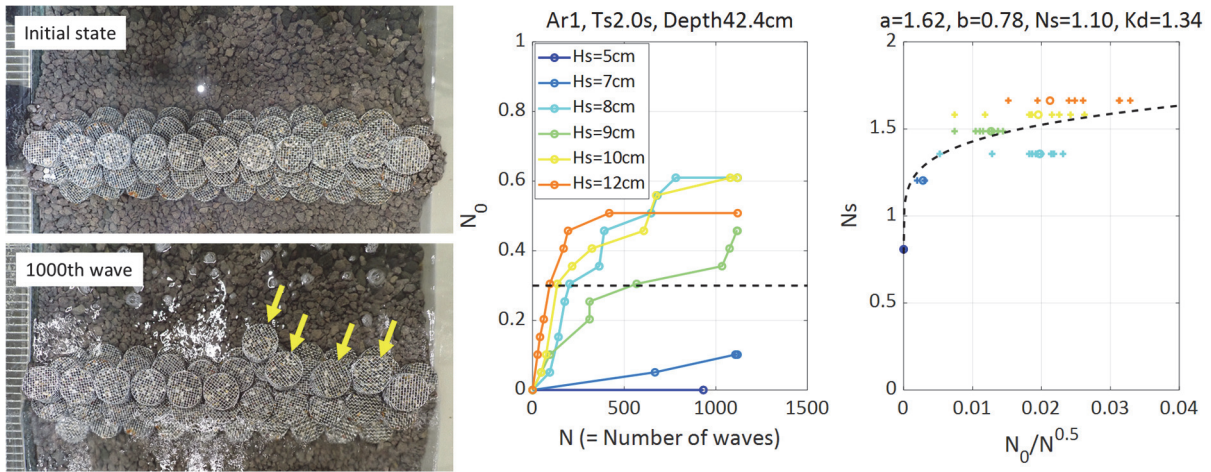 Initial state
1000th wave
Ar1, Ts2.0s, Depth42.4cm
1
0.8
0.6
0.4
0.2
0
N₀
Hs=5cm
Hs=7cm
Hs=8cm
Hs=9cm
Hs=10cm
Hs=12cm
0 500 1000 1500
N (= Number of waves)
a=1.62, b=0.78, Ns=1.10, Kd=1.34
2
1.5
1
0.5
0
Ns
0 0.01 0.02 0.03 0.04
N₀/N⁰·⁵